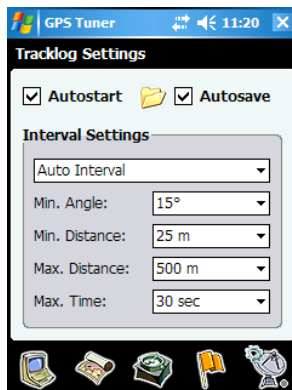 GPS Tuner 11:20
Tracklog Settings
Autostart Autosave
Interval Settings
Auto Interval
Min. Angle: 15°
Min. Distance: 25 m
Max. Distance: 500 m
Max. Time: 30 sec